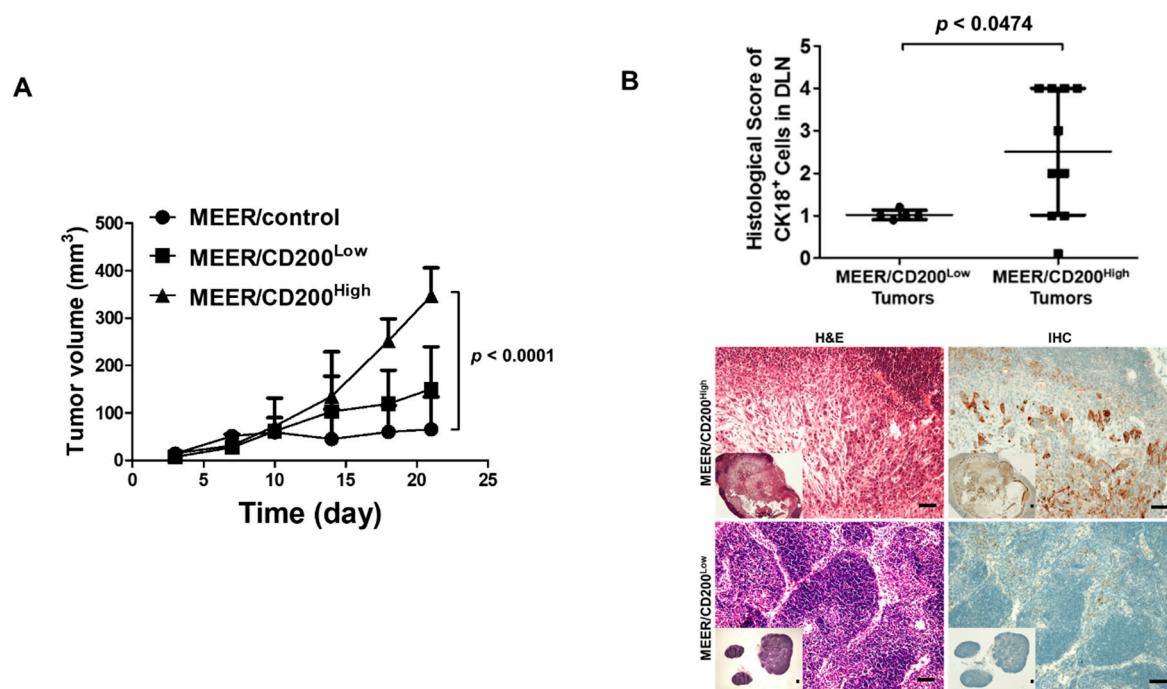 A
MEER/control
MEER/CD200Low
MEER/CD200High
Tumor volume (mm3)
500
400
300
200
100
0
p < 0.0001
0 5 10 15 20 25
Time (day)
B
p < 0.0474
Histological Score of
CK18+ Cells in DLN
5
4
3
2
1
0
MEER/CD200Low
Tumors
MEER/CD200High
Tumors
H&E
IHC
MEER/CD200High
MEER/CD200Low